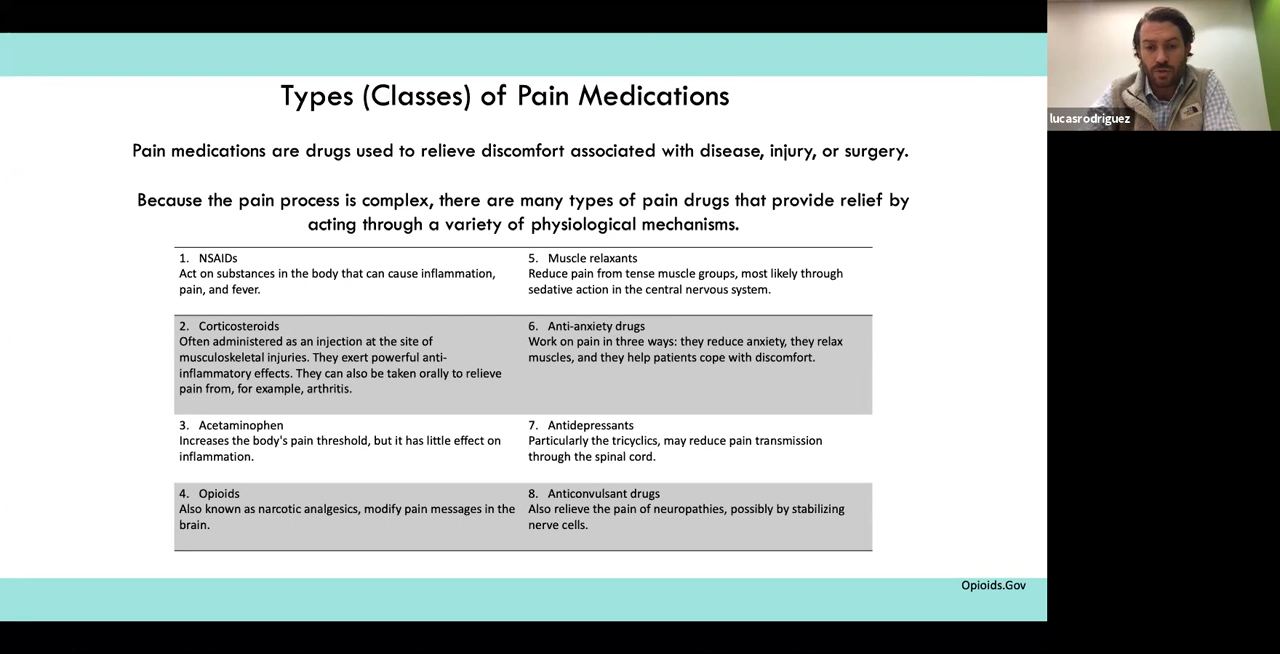 Types (Classes) of Pain Medications
Pain medications are drugs used to relieve discomfort associated with disease, injury, or surgery.
Because the pain process is complex, there are many types of pain drugs that provide relief by
acting through a variety of physiological mechanisms.
1. NSAIDs
Act on substances in the body that can cause inflammation,
pain, and fever.
5. Muscle relaxants
Reduce pain from tense muscle groups, most likely through
sedative action in the central nervous system.
2. Corticosteroids
Often administered as an injection at the site of
musculoskeletal injuries. They exert powerful anti-
inflammatory effects. They can also be taken orally to relieve
pain from, for example, arthritis.
6. Anti-anxiety drugs
Work on pain in three ways: they reduce anxiety, they relax
muscles, and they help patients cope with discomfort.
3. Acetaminophen
Increases the body's pain threshold, but it has little effect on
inflammation.
7. Antidepressants
Particularly the tricyclics, may reduce pain transmission
through the spinal cord.
4. Opioids
Also known as narcotic analgesics, modify pain messages in the
brain.
8. Anticonvulsant drugs
Also relieve the pain of neuropathies, possibly by stabilizing
nerve cells.
Opioids.Gov
lucasrodriguez